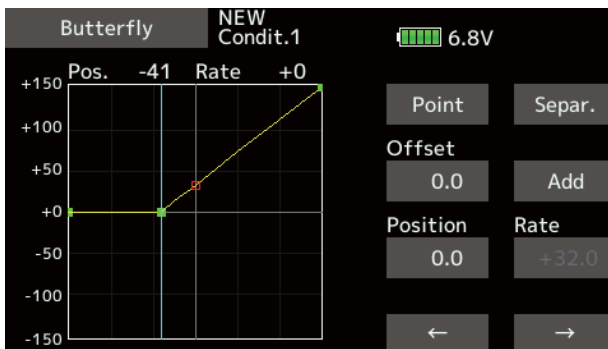 Butterfly
NEW
Condit.1
6.8V
Pos. -41 Rate +0
+150
+100
+50
+0
-50
-100
-150
Point Separ.
Offset
0.0 Add
Position Rate
0.0 +32.0
← →